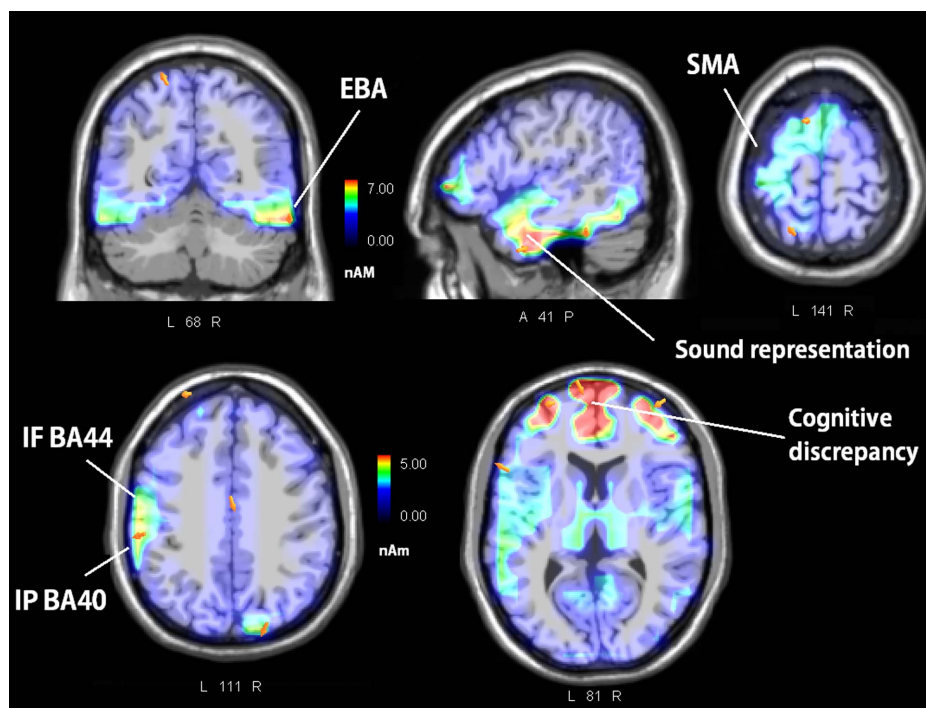 EBA
SMA
7.00
0.00
nAM
L 68 R
A 41 P
L 141 R
Sound representation
IF BA44
IP BA40
5.00
0.00
nAm
Cognitive
discrepancy
L 111 R
L 81 R